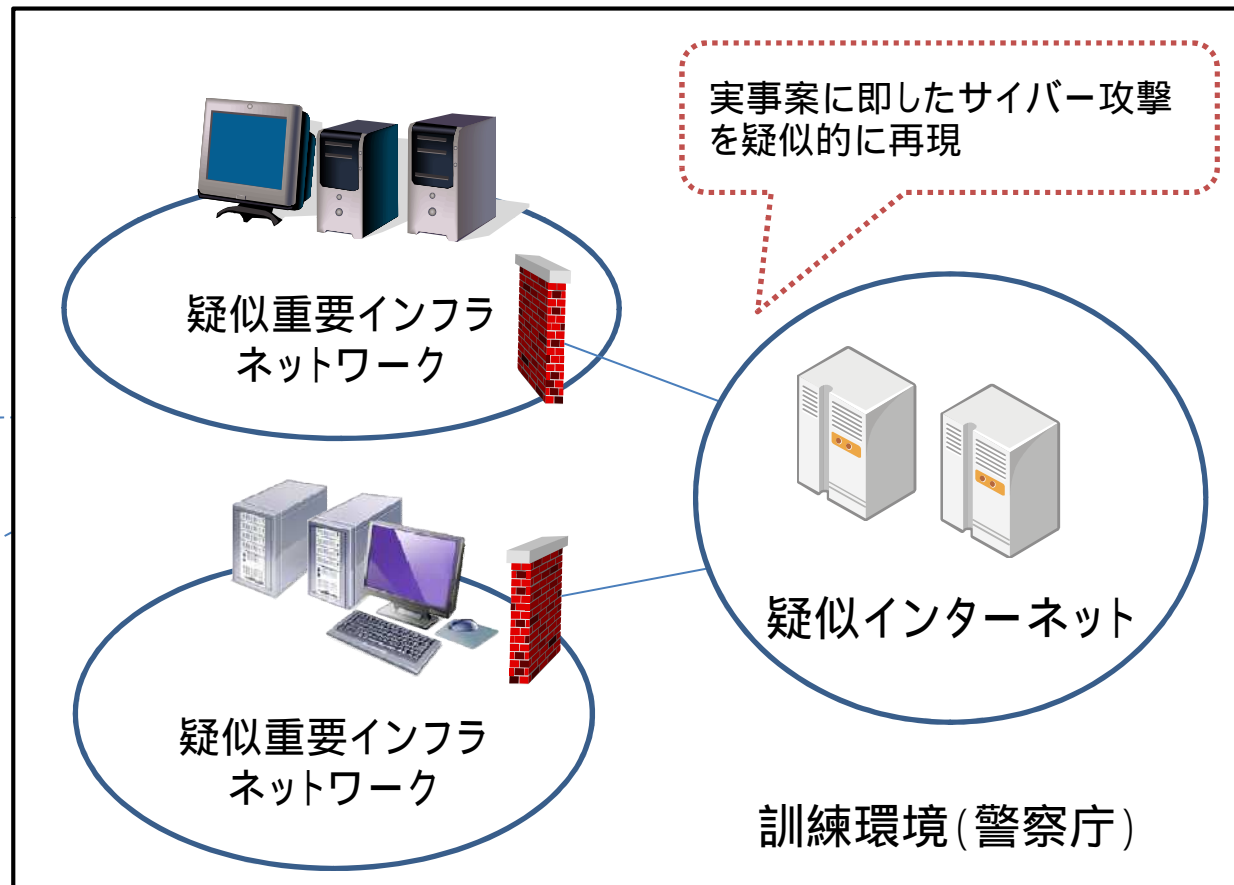 実事案に即したサイバー攻撃
を疑似的に再現
疑似重要インフラ
ネットワーク
疑似インターネット
疑似重要インフラ
ネットワーク
訓練環境(警察庁)